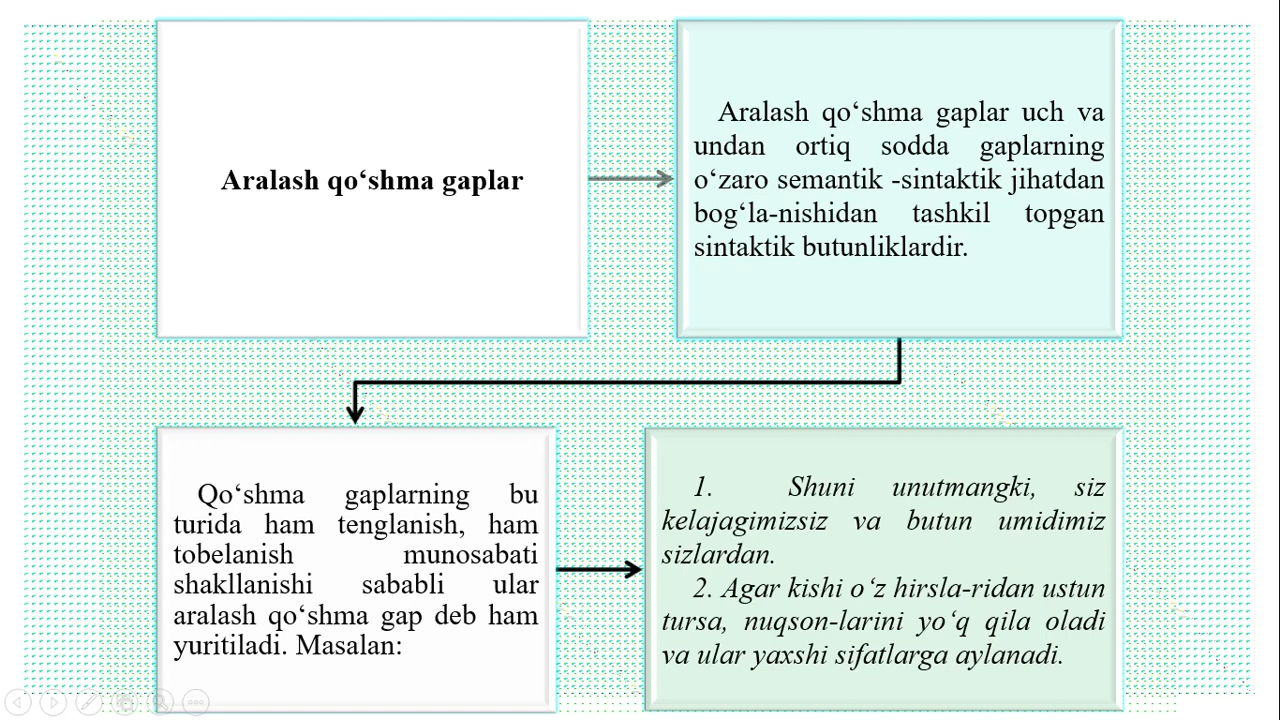 Aralash qo‘shma gaplar
Aralash qo‘shma gaplar uch va
undan ortiq sodda gaplarning
o‘zaro semantik -sintaktik jihatdan
bog‘la-nishidan tashkil topgan
sintaktik butunliklardir.
Qo‘shma gaplarning bu
turida ham tenglanish, ham
tobelanish munosabati
shakllanishi sababli ular
aralash qo‘shma gap deb ham
yuritiladi. Masalan:
1. Shuni unutmangki, siz
kelajagimizsiz va butun umidimiz
sizlardan.
2. Agar kishi o‘z hirsla-ridan ustun
tursa, nuqson-larini yo‘q qila oladi
va ular yaxshi sifatlarga aylanadi.